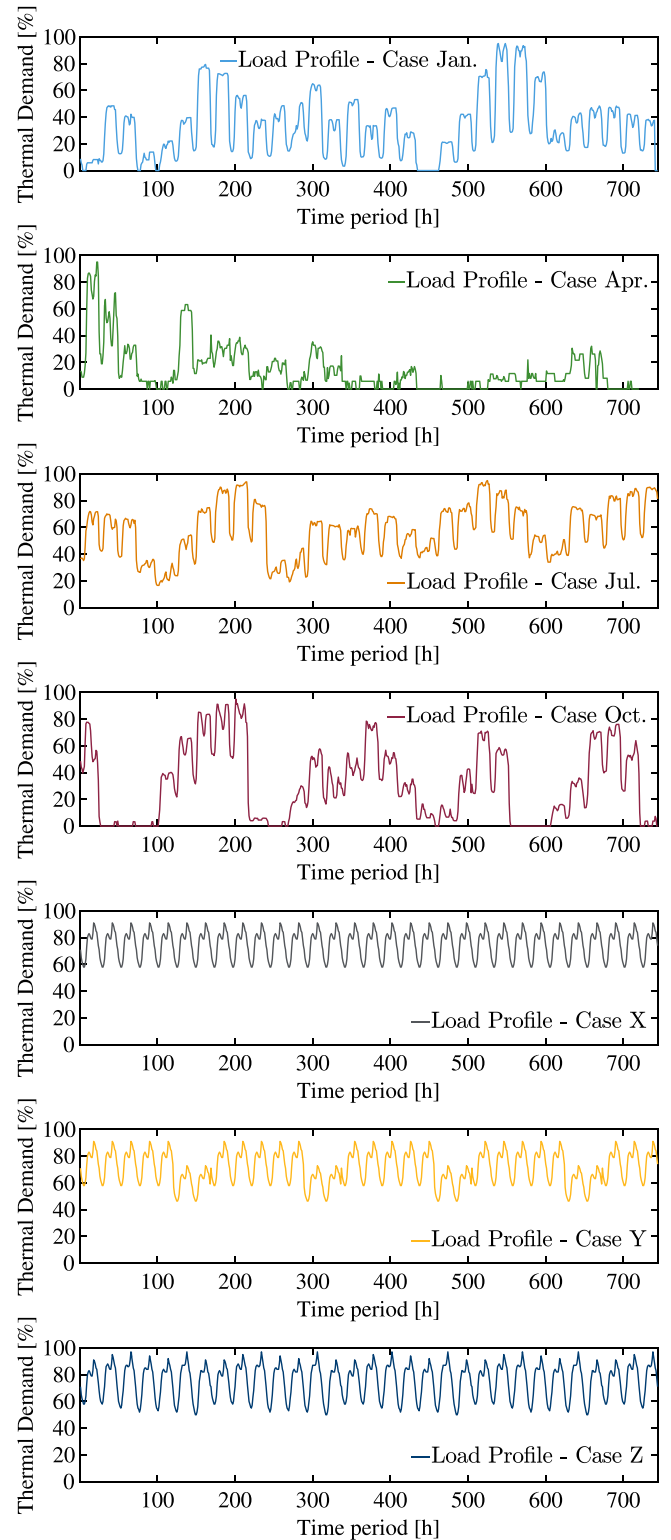 Thermal Demand [%]
100
80
60
40
20
0
Load Profile - Case Jan.
100 200 300 400 500 600 700
Time period [h]
Thermal Demand [%]
100
80
60
40
20
0
Load Profile - Case Apr.
100 200 300 400 500 600 700
Time period [h]
Thermal Demand [%]
100
80
60
40
20
0
Load Profile - Case Jul.
100 200 300 400 500 600 700
Time period [h]
Thermal Demand [%]
100
80
60
40
20
0
Load Profile - Case Oct.
100 200 300 400 500 600 700
Time period [h]
Thermal Demand [%]
100
80
60
40
20
0
Load Profile - Case X
100 200 300 400 500 600 700
Time period [h]
Thermal Demand [%]
100
80
60
40
20
0
Load Profile - Case Y
100 200 300 400 500 600 700
Time period [h]
Thermal Demand [%]
100
80
60
40
20
0
Load Profile - Case Z
100 200 300 400 500 600 700
Time period [h]